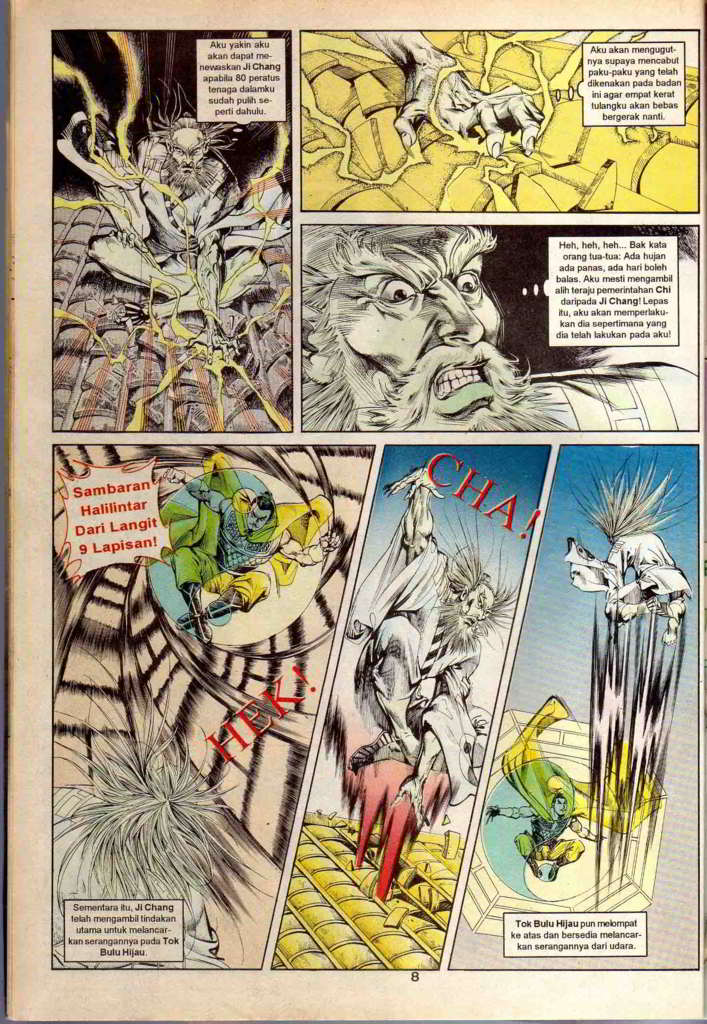 Aku yakin aku
akan dapat me-
newaskan Ji Chang
apabila 80 peratus
tenaga dalamku
sudah pulih se-
perti dahulu.
Aku akan mengugut-
nya supaya mencabut
paku-paku yang telah
dikenakan pada badan
ini agar empat kerat
tulangku akan bebas
bergerak nanti.
Heh, heh, heh... Bak kata
orang tua-tua: Ada hujan
ada panas, ada hari boleh
balas. Aku mesti mengambil
alih teraju pemerintahan Chi
daripada Ji Chang! Lepas
itu, aku akan memperlaku-
kan dia sepertimana yang
dia telah lakukan pada aku!
Sambaran
Halilintar
Dari Langit
9 Lapisan!
HEK!
Sementara itu, Ji Chang
telah mengambil tindakan
utama untuk melancar-
kan serangannya pada Tok
Bulu Hijau.
CHA!
Tok Bulu Hijau pun melompat
ke atas dan bersedia melancar-
kan serangannya dari udara.
8